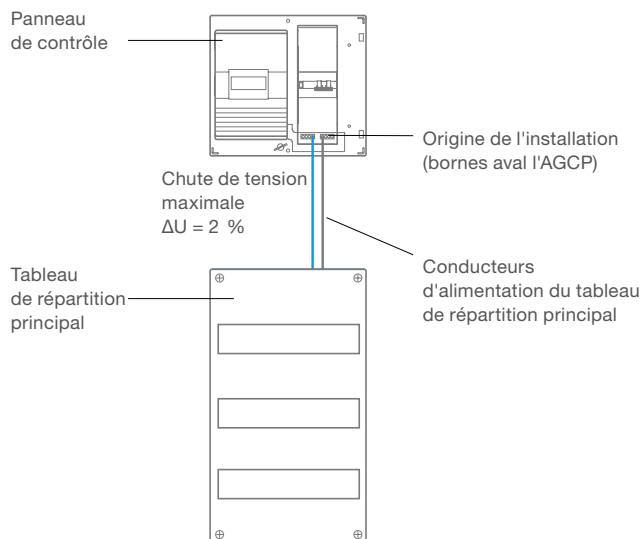 Panneau
de contrôle
Origine de l'installation
(bornes aval l'AGCP)
Chute de tension
maximale
ΔU = 2 %
Conducteurs
d'alimentation du tableau
de répartition principal
Tableau
de répartition
principal